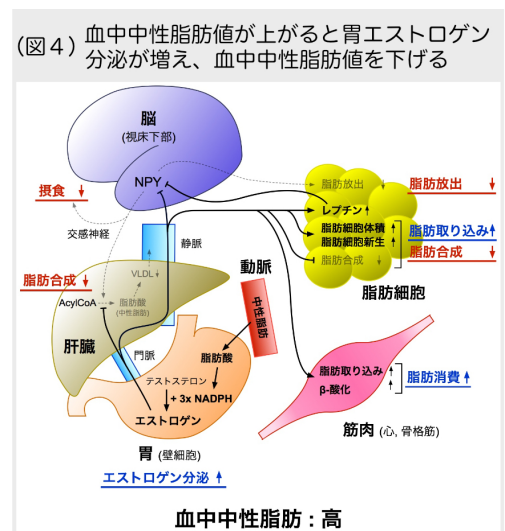 (図４) 血中中性脂肪値が上がると胃エストロゲン
分泌が増え、血中中性脂肪値を下げる
脳
(視床下部)
NPY
摂食 ↓
交感神経
脂肪放出 ↓
レプチン ↑
脂肪細胞体積 ↑
脂肪細胞新生 ↑
脂肪合成 ↓
脂肪細胞
脂肪放出 ↓
脂肪取り込み ↑
脂肪合成 ↓
静脈
脂肪合成 ↓
VLDL ↓
AcylCoA
脂肪酸
(中性脂肪)
肝臓
門脈
動脈
中性脂肪
脂肪酸
テストステロン
+ 3x NADPH
エストロゲン
胃 (壁細胞)
エストロゲン分泌 ↑
脂肪取り込み ↑
β-酸化 ↑
脂肪消費 ↑
筋肉 (心, 骨格筋)
血中中性脂肪 : 高